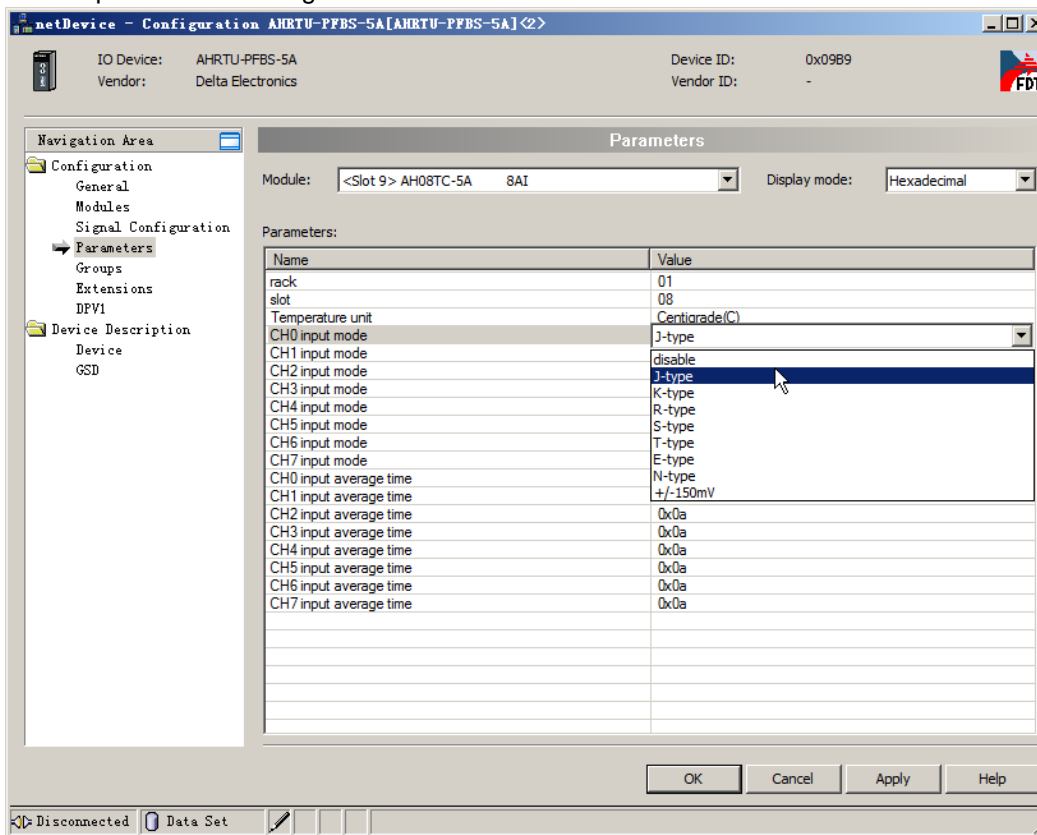 netDevice - Configuration AHRTU-PFBS-5A[AHRTU-PFBS-5A]<2>
IO Device: AHRTU-PFBS-5A Device ID: 0x09B9
Vendor: Delta Electronics Vendor ID: -
FDT
Navigation Area
Configuration
General
Modules
Signal Configuration
Parameters
Groups
Extensions
DPV1
Device Description
Device
GSD
Parameters
Module: <Slot 9> AH08TC-5A 8AI Display mode: Hexadecimal
Parameters:
Name Value
rack 01
slot 08
Temperature unit Centigrade(C)
CH0 input mode J-type
CH1 input mode
CH2 input mode
CH3 input mode
CH4 input mode
CH5 input mode
CH6 input mode
CH7 input mode
CH0 input average time
CH1 input average time
disable
J-type
K-type
R-type
S-type
T-type
E-type
N-type
+/-150mV
CH2 input average time 0x0a
CH3 input average time 0x0a
CH4 input average time 0x0a
CH5 input average time 0x0a
CH6 input average time 0x0a
CH7 input average time 0x0a
OK Cancel Apply Help
Disconnected Data Set